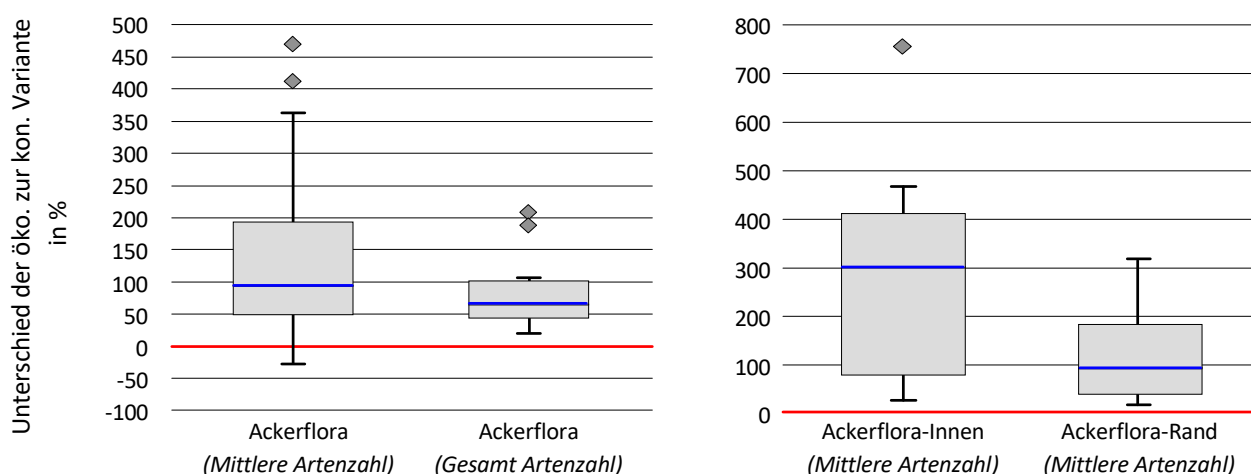 Unterschied der öko. zur kon. Variante
in %
500
450
400
350
300
250
200
150
100
50
0
-50
-100
Ackerflora
(Mittlere Artenzahl)
Ackerflora
(Gesamt Artenzahl)
800
700
600
500
400
300
200
100
0
Ackerflora-Innen
(Mittlere Artenzahl)
Ackerflora-Rand
(Mittlere Artenzahl)